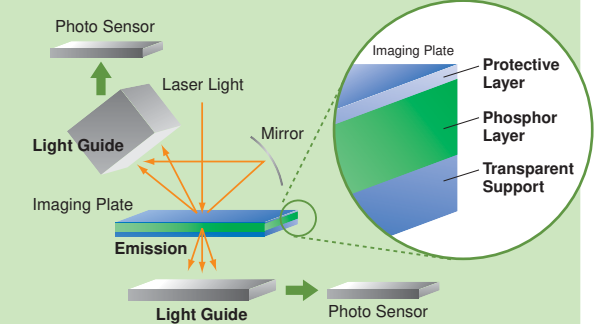 Photo Sensor
Laser Light
Light Guide
Mirror
Imaging Plate
Emission
Light Guide
Photo Sensor
Imaging Plate
Protective
Layer
Phosphor
Layer
Transparent
Support